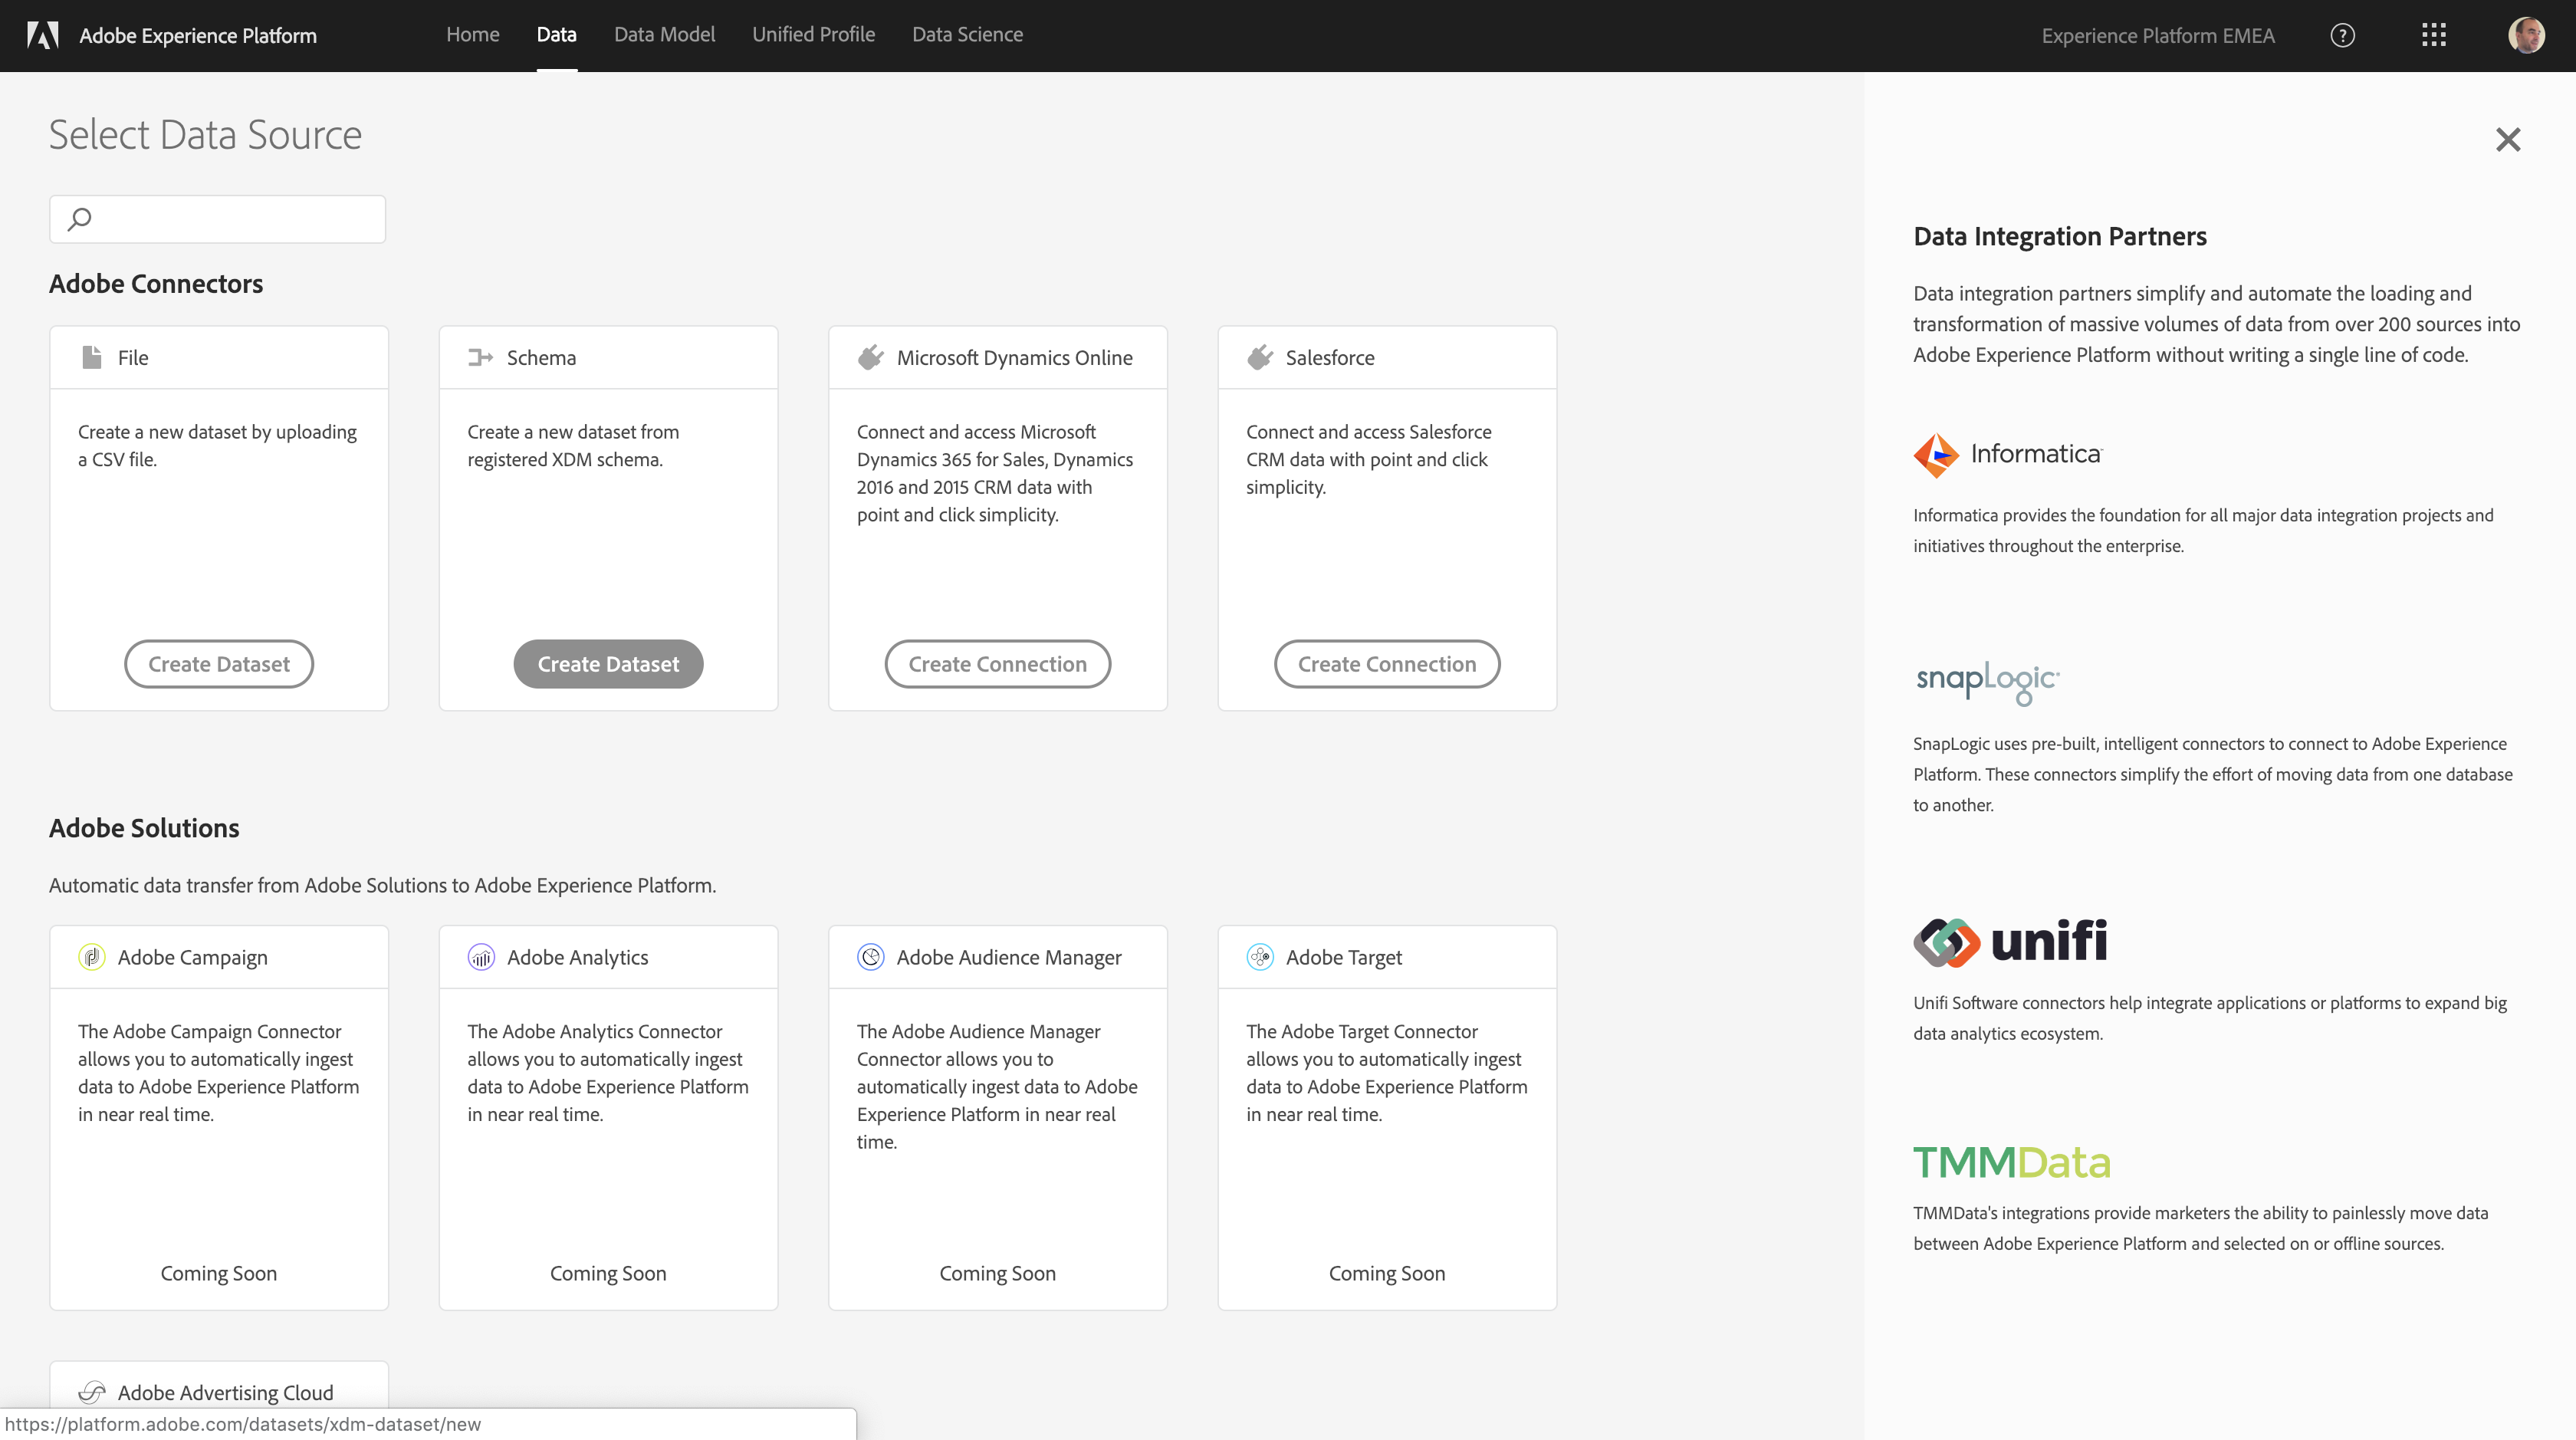 Adobe Experience Platform
Home
Data
Data Model
Unified Profile
Data Science
Experience Platform EMEA
?
Select Data Source
Adobe Connectors
File
Create a new dataset by uploading
a CSV file.
Create Dataset
Schema
Create a new dataset from
registered XDM schema.
Create Dataset
Microsoft Dynamics Online
Connect and access Microsoft
Dynamics 365 for Sales, Dynamics
2016 and 2015 CRM data with
point and click simplicity.
Create Connection
Salesforce
Connect and access Salesforce
CRM data with point and click
simplicity.
Create Connection
Adobe Solutions
Automatic data transfer from Adobe Solutions to Adobe Experience Platform.
Adobe Campaign
The Adobe Campaign Connector
allows you to automatically ingest
data to Adobe Experience Platform
in near real time.
Coming Soon
Adobe Analytics
The Adobe Analytics Connector
allows you to automatically ingest
data to Adobe Experience Platform
in near real time.
Coming Soon
Adobe Audience Manager
The Adobe Audience Manager
Connector allows you to
automatically ingest data to Adobe
Experience Platform in near real
time.
Coming Soon
Adobe Target
The Adobe Target Connector
allows you to automatically ingest
data to Adobe Experience Platform
in near real time.
Coming Soon
Adobe Advertising Cloud
https://platform.adobe.com/datasets/xdm-dataset/new
Data Integration Partners
Data integration partners simplify and automate the loading and
transformation of massive volumes of data from over 200 sources into
Adobe Experience Platform without writing a single line of code.
Informatica
Informatica provides the foundation for all major data integration projects and
initiatives throughout the enterprise.
snapLogic
SnapLogic uses pre-built, intelligent connectors to connect to Adobe Experience
Platform. These connectors simplify the effort of moving data from one database
to another.
unifi
Unifi Software connectors help integrate applications or platforms to expand big
data analytics ecosystem.
TMMData
TMMData's integrations provide marketers the ability to painlessly move data
between Adobe Experience Platform and selected on or offline sources.